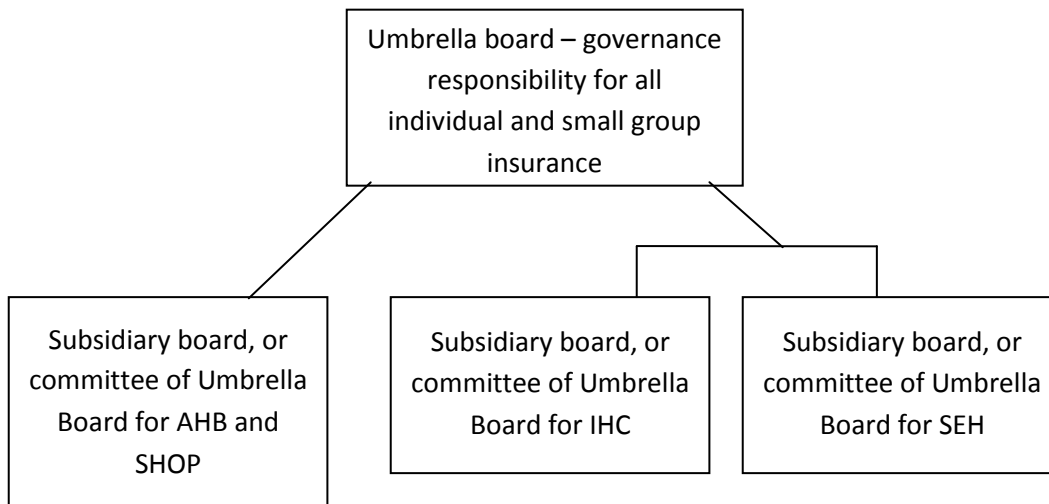 Umbrella board – governance
responsibility for all
individual and small group
insurance
Subsidiary board, or
committee of Umbrella
Board for AHB and
SHOP
Subsidiary board, or
committee of Umbrella
Board for IHC
Subsidiary board, or
committee of Umbrella
Board for SEH